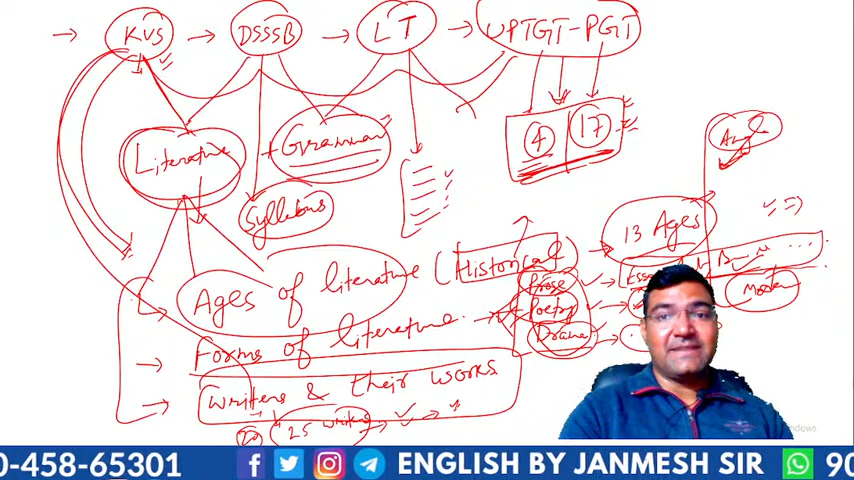 → KVS → DSSSB → LT → UPTGT-PGT
4 17
Literature + Grammar
Syllabus
13 Ages
Ages of literature (Historical)
Prose
Poetry
Drama
Modern
Forms of literature.
writers & their works
25 writers
0-458-65301 ENGLISH BY JANMESH SIR 90